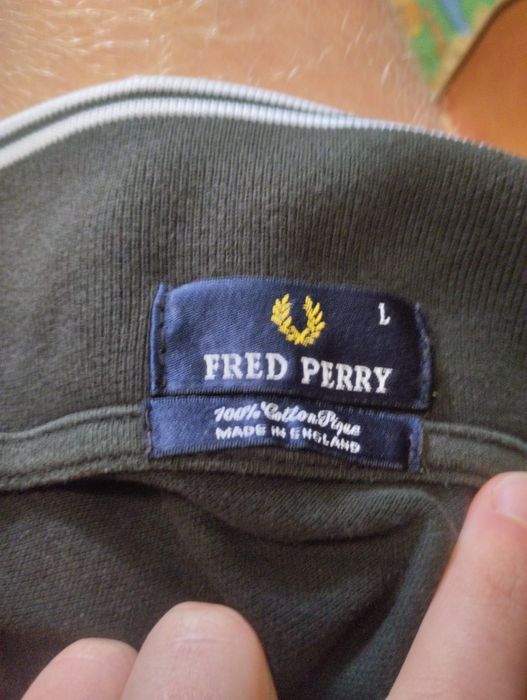 L
FRED PERRY
100% Cotton Pique
MADE IN ENGLAND